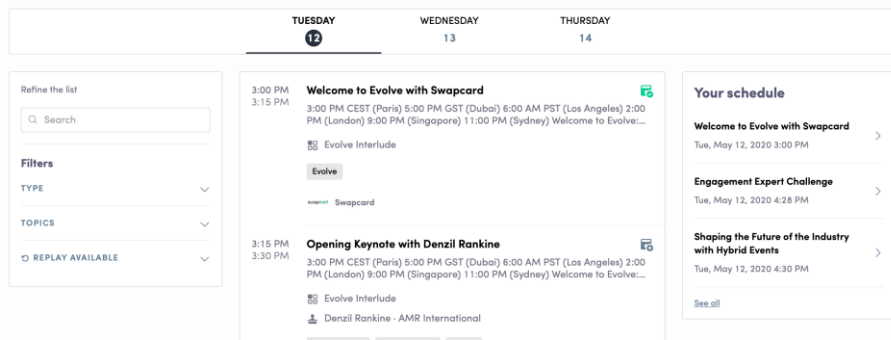 TUESDAY
12
WEDNESDAY
13
THURSDAY
14
Refine the list
Search
Filters
TYPE
TOPICS
REPLAY AVAILABLE
3:00 PM
3:15 PM
Welcome to Evolve with Swapcard
3:00 PM CEST (Paris) 5:00 PM GST (Dubai) 6:00 AM PST (Los Angeles) 2:00
PM (London) 9:00 PM (Singapore) 11:00 PM (Sydney) Welcome to Evolve:...
Evolve Interlude
Evolve
swapcard Swapcard
3:15 PM
3:30 PM
Opening Keynote with Denzil Rankine
3:00 PM CEST (Paris) 5:00 PM GST (Dubai) 6:00 AM PST (Los Angeles) 2:00
PM (London) 9:00 PM (Singapore) 11:00 PM (Sydney) Welcome to Evolve:...
Evolve Interlude
Denzil Rankine · AMR International
Your schedule
Welcome to Evolve with Swapcard
Tue, May 12, 2020 3:00 PM
Engagement Expert Challenge
Tue, May 12, 2020 4:28 PM
Shaping the Future of the Industry
with Hybrid Events
Tue, May 12, 2020 4:30 PM
See all